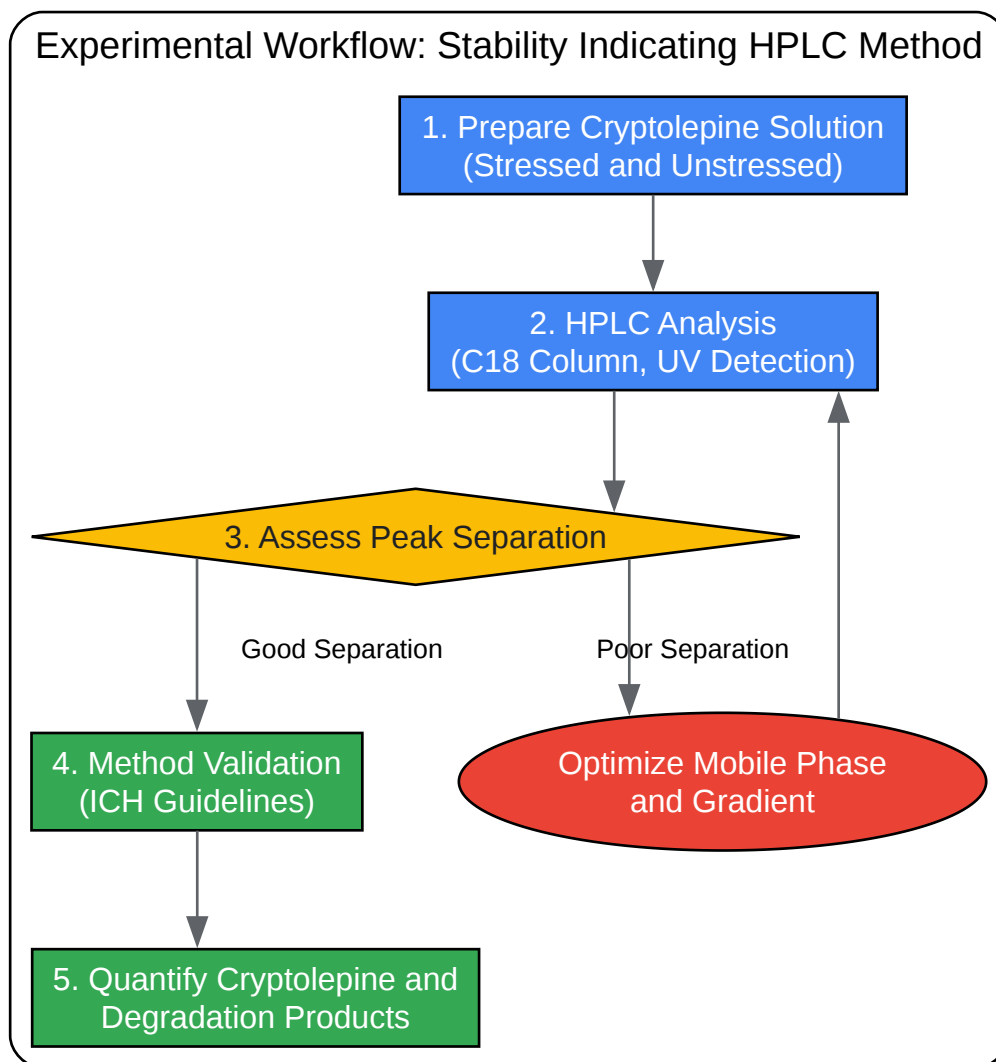 Experimental Workflow: Stability Indicating HPLC Method
1. Prepare Cryptolepine Solution
(Stressed and Unstressed)
2. HPLC Analysis
(C18 Column, UV Detection)
3. Assess Peak Separation
Good Separation
Poor Separation
4. Method Validation
(ICH Guidelines)
Optimize Mobile Phase
and Gradient
5. Quantify Cryptolepine and
Degradation Products